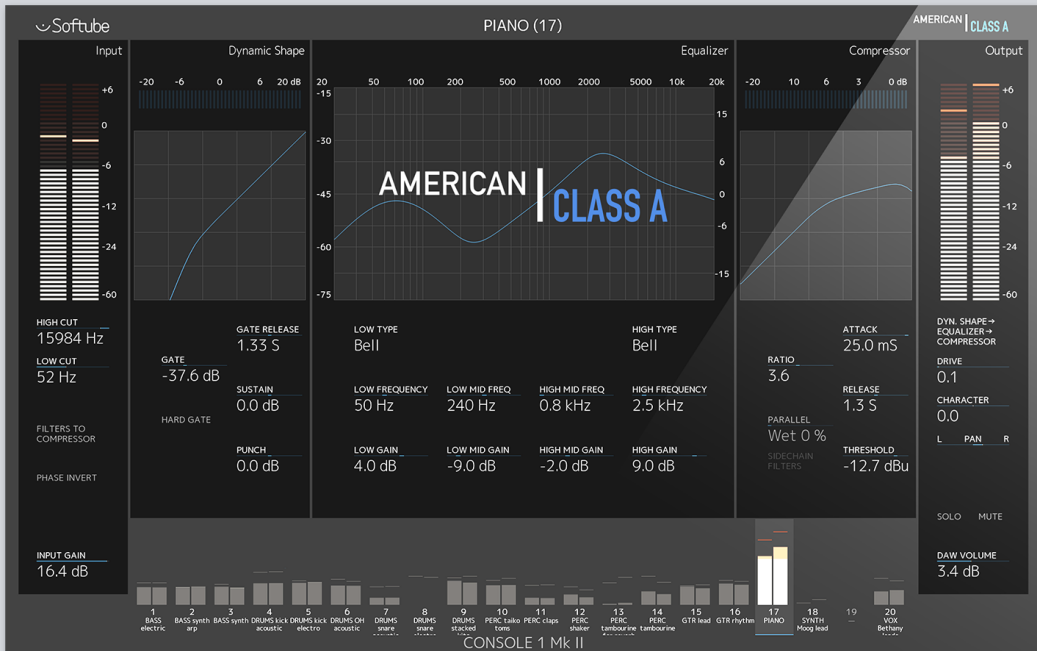 Softube
PIANO (17)
AMERICAN CLASS A
Input
Dynamic Shape
Equalizer
Compressor
Output
-20 -6 0 6 20 dB
20 50 100 200 500 1000 2000 5000 10k 20k
-20 10 6 3 0 dB
+6
0
-6
-12
-24
-60
-15
-30
-45
-60
-75
15
6
0
-6
-15
+6
0
-6
-12
-24
-60
AMERICAN CLASS A
HIGH CUT
15984 Hz
LOW CUT
52 Hz
FILTERS TO
COMPRESSOR
PHASE INVERT
INPUT GAIN
16.4 dB
GATE RELEASE
1.33 S
GATE
-37.6 dB
SUSTAIN
0.0 dB
HARD GATE
PUNCH
0.0 dB
LOW TYPE
Bell
HIGH TYPE
Bell
LOW FREQUENCY
50 Hz
LOW MID FREQ
240 Hz
HIGH MID FREQ
0.8 kHz
HIGH FREQUENCY
2.5 kHz
LOW GAIN
4.0 dB
LOW MID GAIN
-9.0 dB
HIGH MID GAIN
-2.0 dB
HIGH GAIN
9.0 dB
ATTACK
25.0 mS
RATIO
3.6
RELEASE
1.3 S
PARALLEL
Wet 0 %
SIDECHAIN
FILTERS
THRESHOLD
-12.7 dBu
DYN. SHAPE→
EQUALIZER→
COMPRESSOR
DRIVE
0.1
CHARACTER
0.0
L PAN R
SOLO MUTE
DAW VOLUME
3.4 dB
1
BASS
electric
2
BASS synth
arp
3
BASS synth
4
DRUMS kick
acoustic
5
DRUMS kick
electro
6
DRUMS OH
acoustic
7
DRUMS
snare
8
DRUMS
snare
9
DRUMS
stacked
10
PERC taiko
toms
11
PERC claps
12
PERC
shaker
13
PERC
tambourine
14
PERC
tambourine
15
GTR lead
16
GTR rhythm
17
PIANO
18
SYNTH
Moog lead
19
20
VOX
Bethany
CONSOLE 1 Mk II